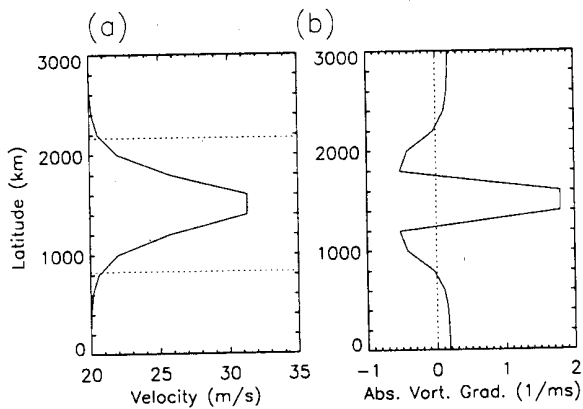 (a)
(b)
3000
2000
1000
0
Latitude (km)
20 25 30 35
Velocity (m/s)
3000
2000
1000
0
-1 0 1 2
Abs. Vort. Grad. (1/ms)